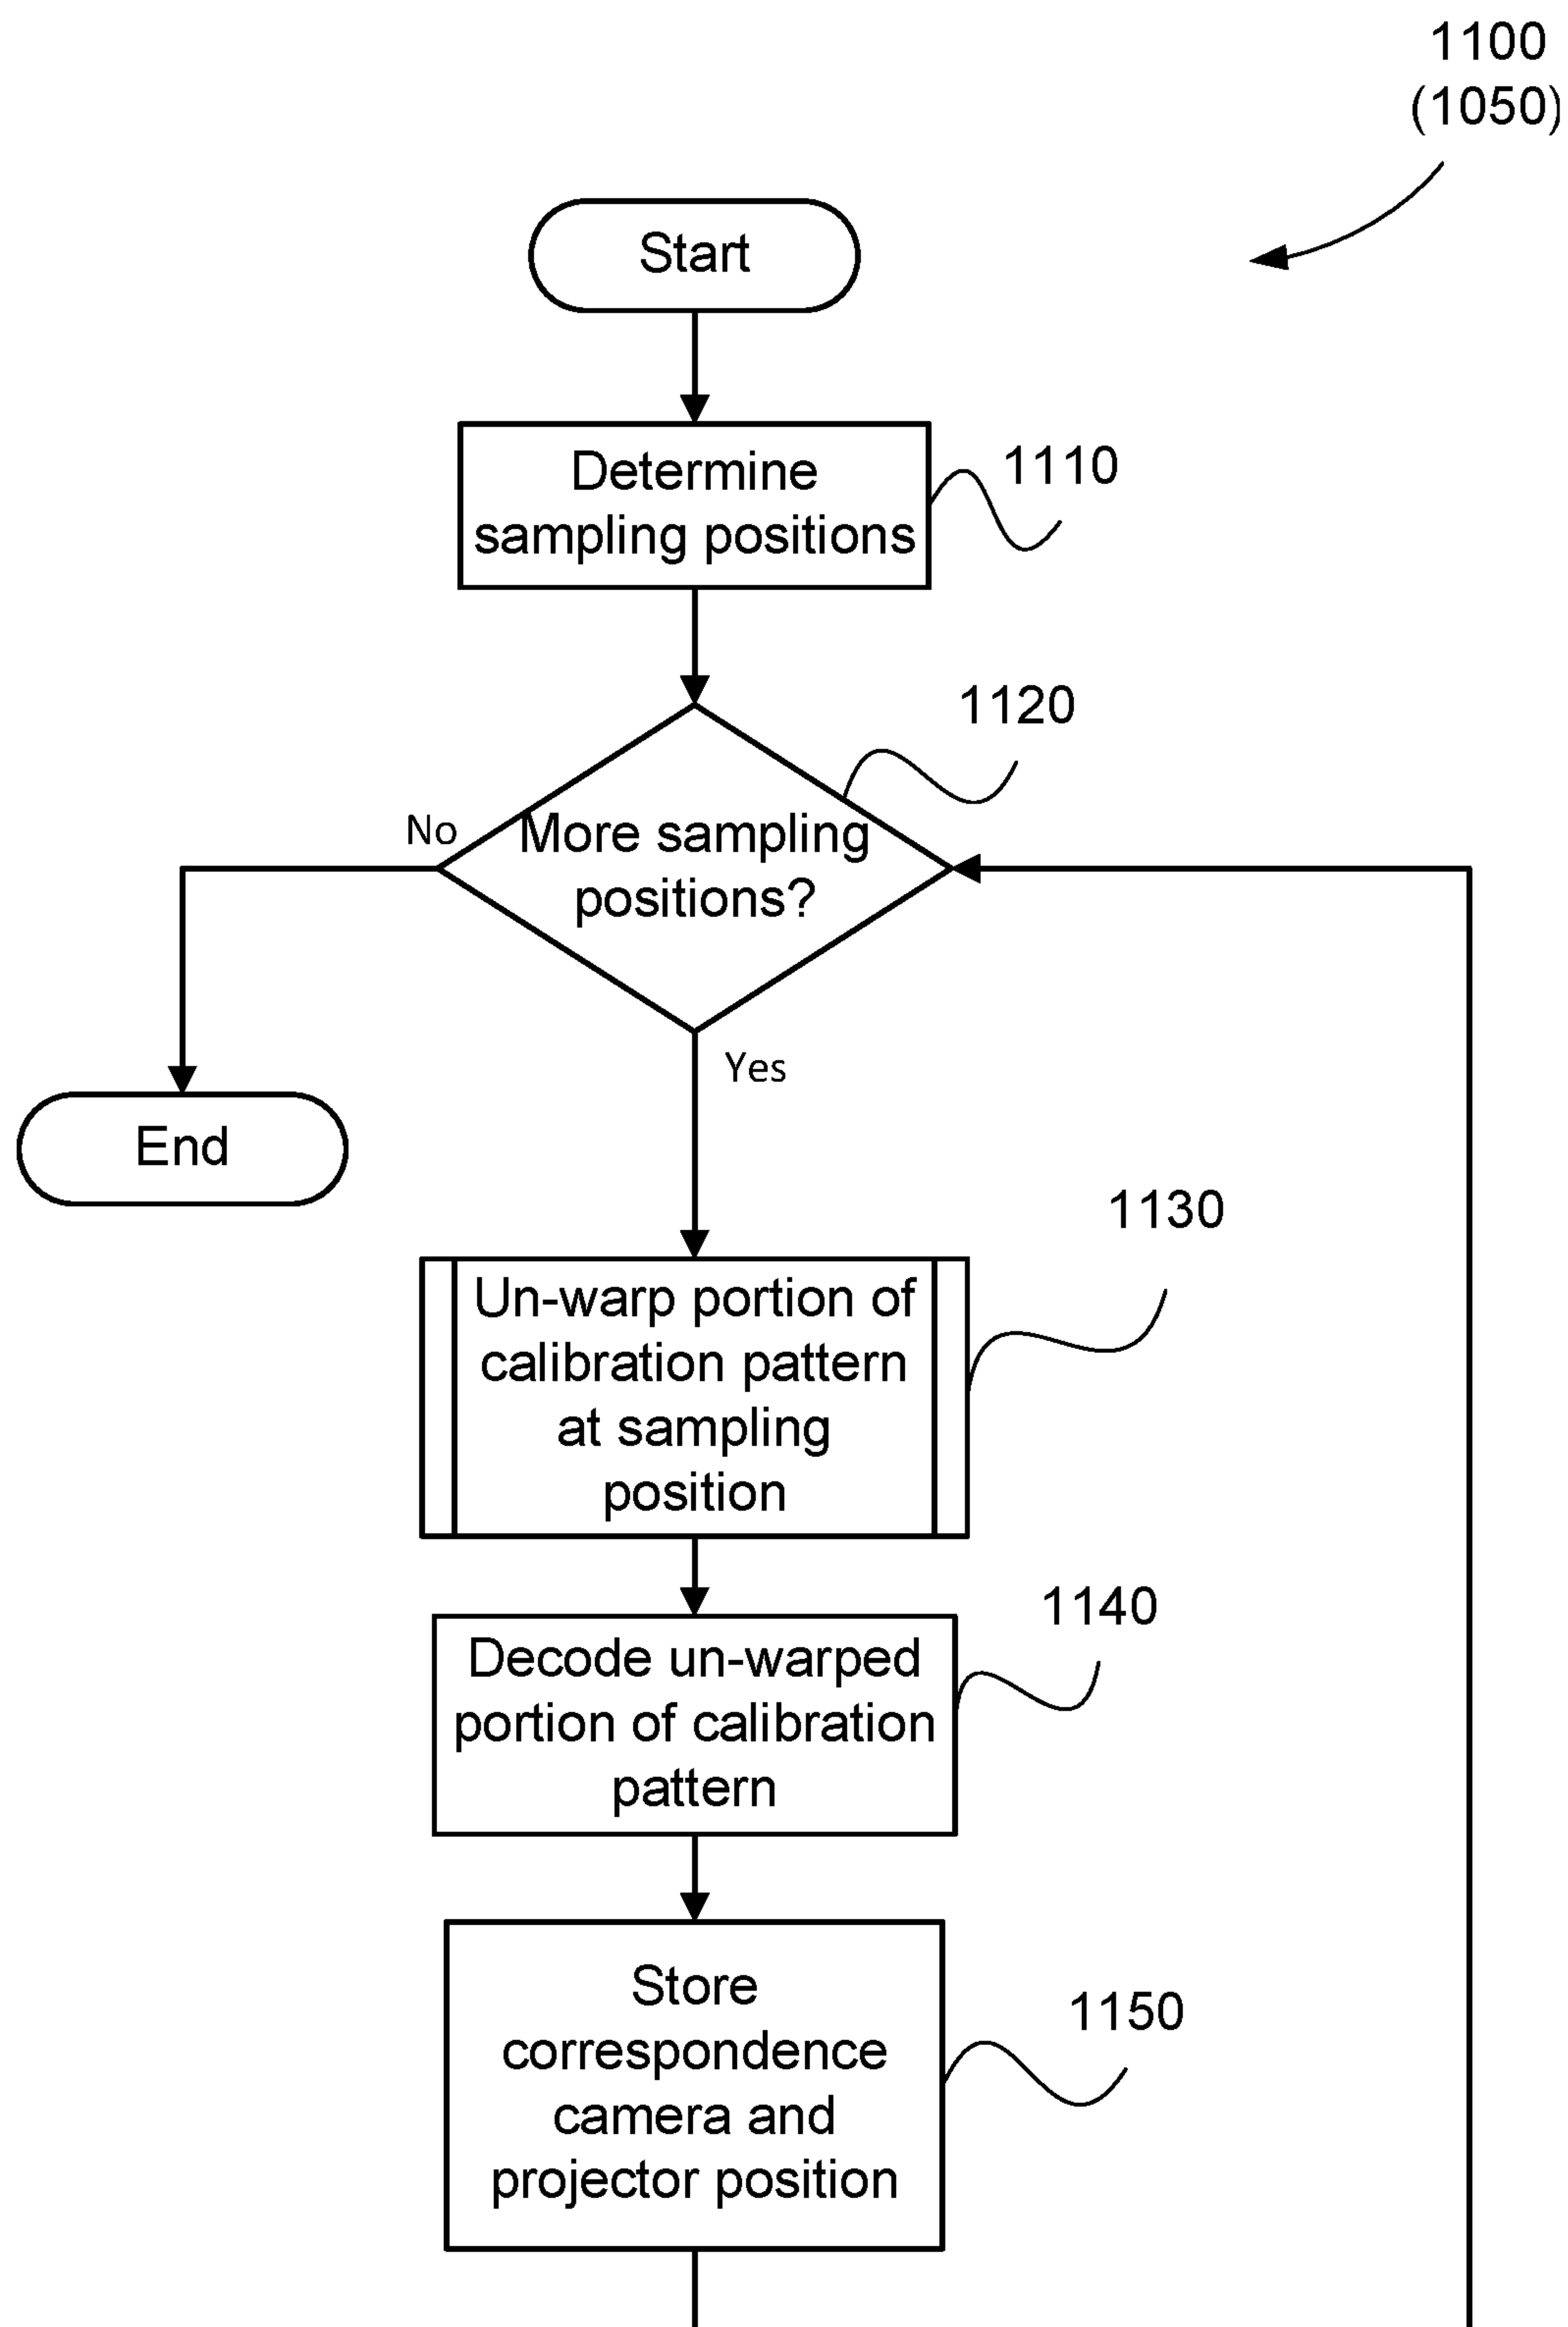 1100
(1050)
Start
Determine
sampling positions
1110
1120
No
More sampling
positions?
Yes
End
1130
Un-warp portion of
calibration pattern
at sampling
position
1140
Decode un-warped
portion of calibration
pattern
Store
correspondence
camera and
projector position
1150